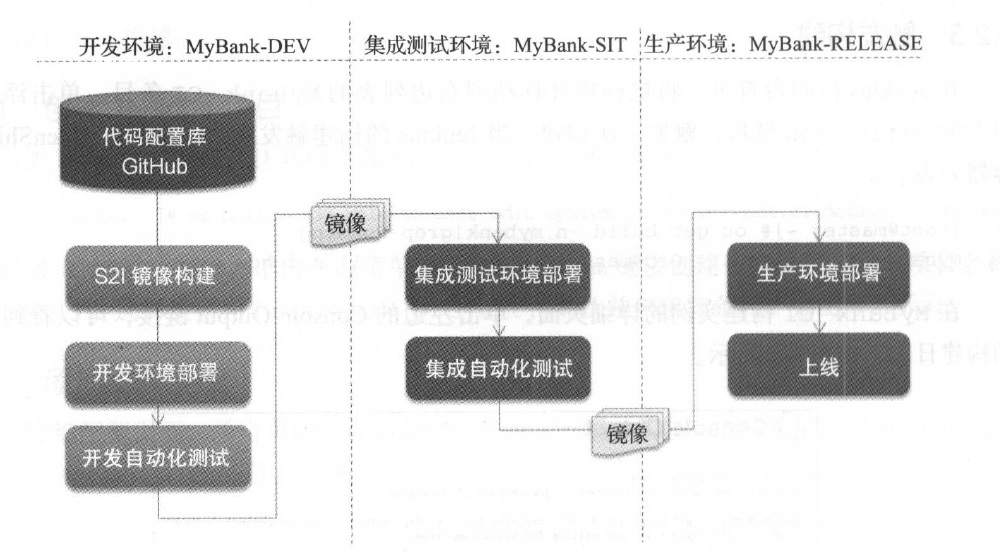 开发环境：MyBank-DEV
集成测试环境：MyBank-SIT
生产环境：MyBank-RELEASE
代码配置库
GitHub
S2I 镜像构建
开发环境部署
开发自动化测试
镜像
集成测试环境部署
集成自动化测试
镜像
生产环境部署
上线